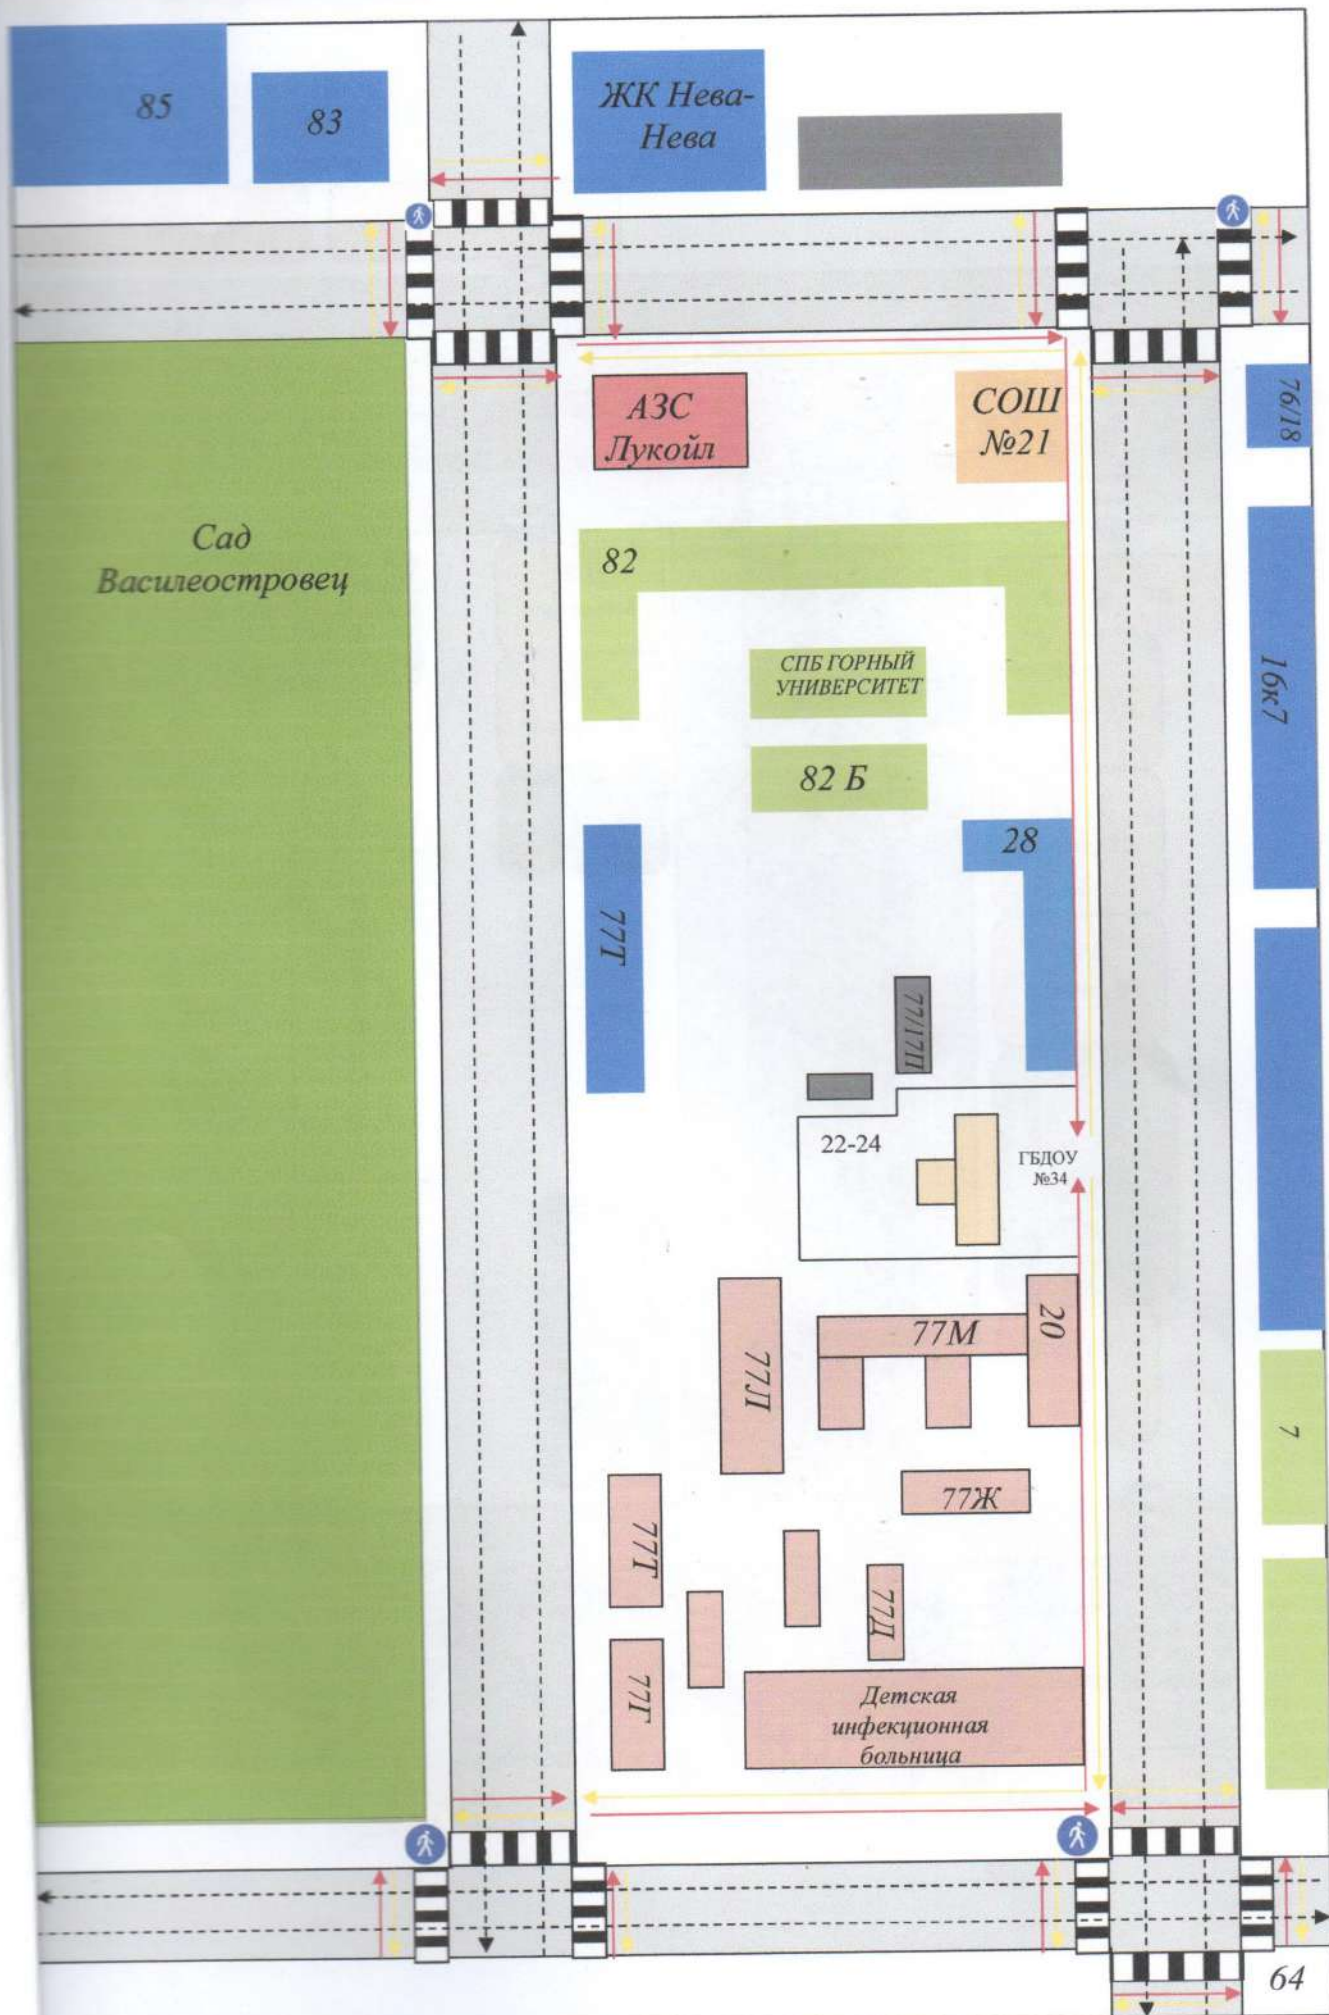 85
83
ЖК Нева-
Нева
АЗС
Лукойл
СОШ
№21
76/18
Сад
Василеостровец
82
СПБ ГОРНЫЙ
УНИВЕРСИТЕТ
16к7
82 Б
28
77Т
77/17П
22-24
ГБДОУ
№34
77Л
77М
20
7
77Ж
77Т
77Д
77Г
Детская
инфекционная
больница
64